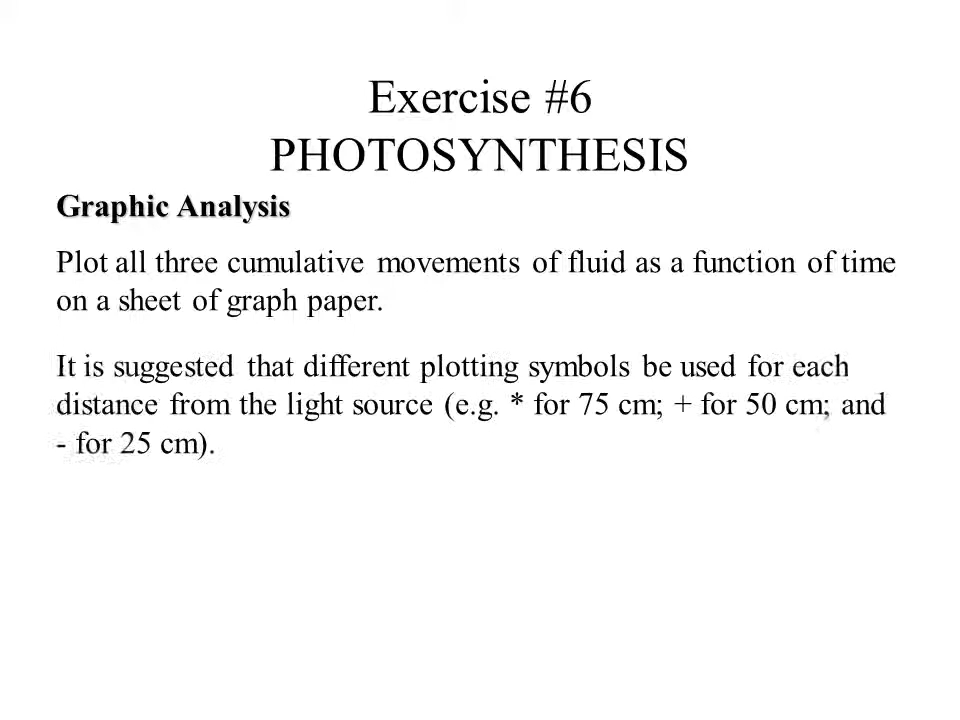 Exercise #6
PHOTOSYNTHESIS
Graphic Analysis
Plot all three cumulative movements of fluid as a function of time
on a sheet of graph paper.
It is suggested that different plotting symbols be used for each
distance from the light source (e.g. * for 75 cm; + for 50 cm; and
- for 25 cm).